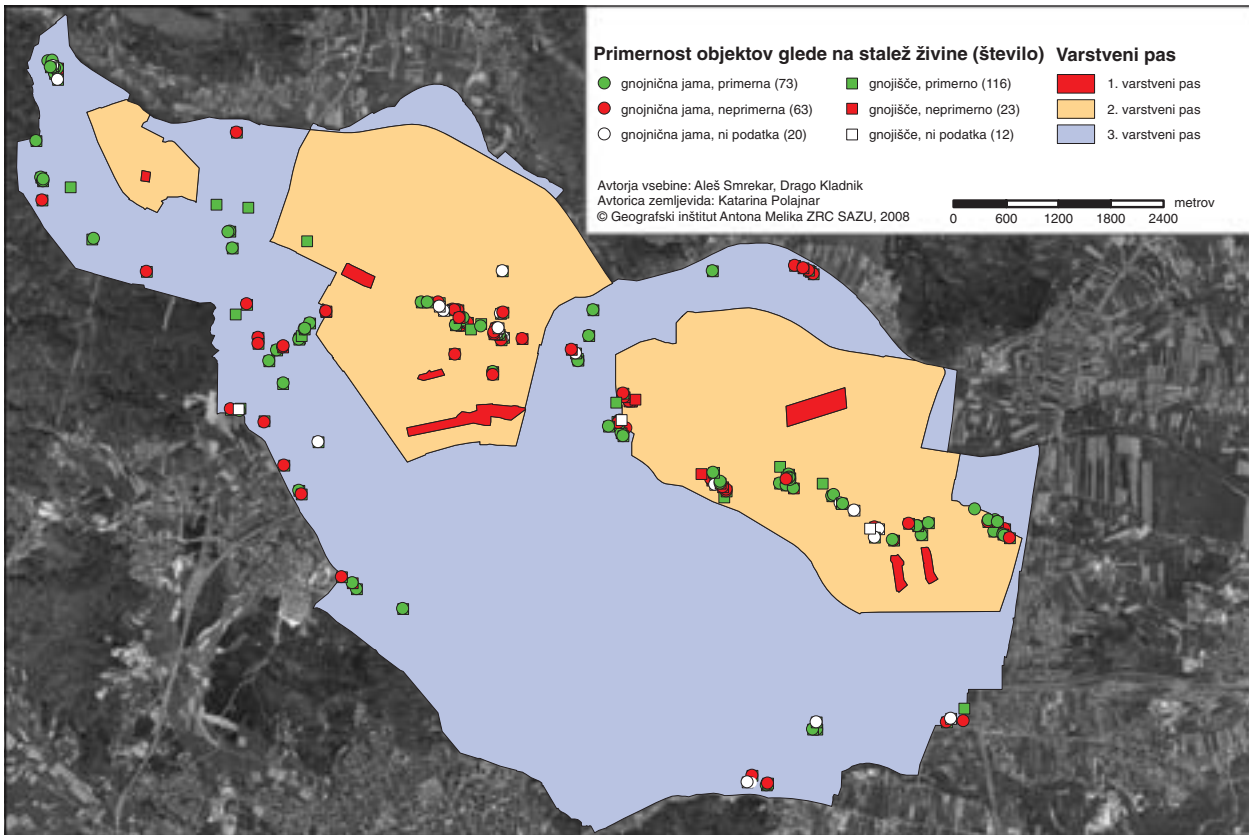 Primernost objektov glede na stalež živine (število)
gnojnična jama, primerna (73)
gnojnična jama, neprimerna (63)
gnojnična jama, ni podatka (20)
gnojišče, primerno (116)
gnojišče, neprimerno (23)
gnojišče, ni podatka (12)
Varstveni pas
1. varstveni pas
2. varstveni pas
3. varstveni pas
Avtorja vsebine: Aleš Smrekar, Drago Kladnik
Avtorica zemljevida: Katarina Polajnar
© Geografski inštitut Antona Melika ZRC SAZU, 2008
metrov
0 600 1200 1800 2400